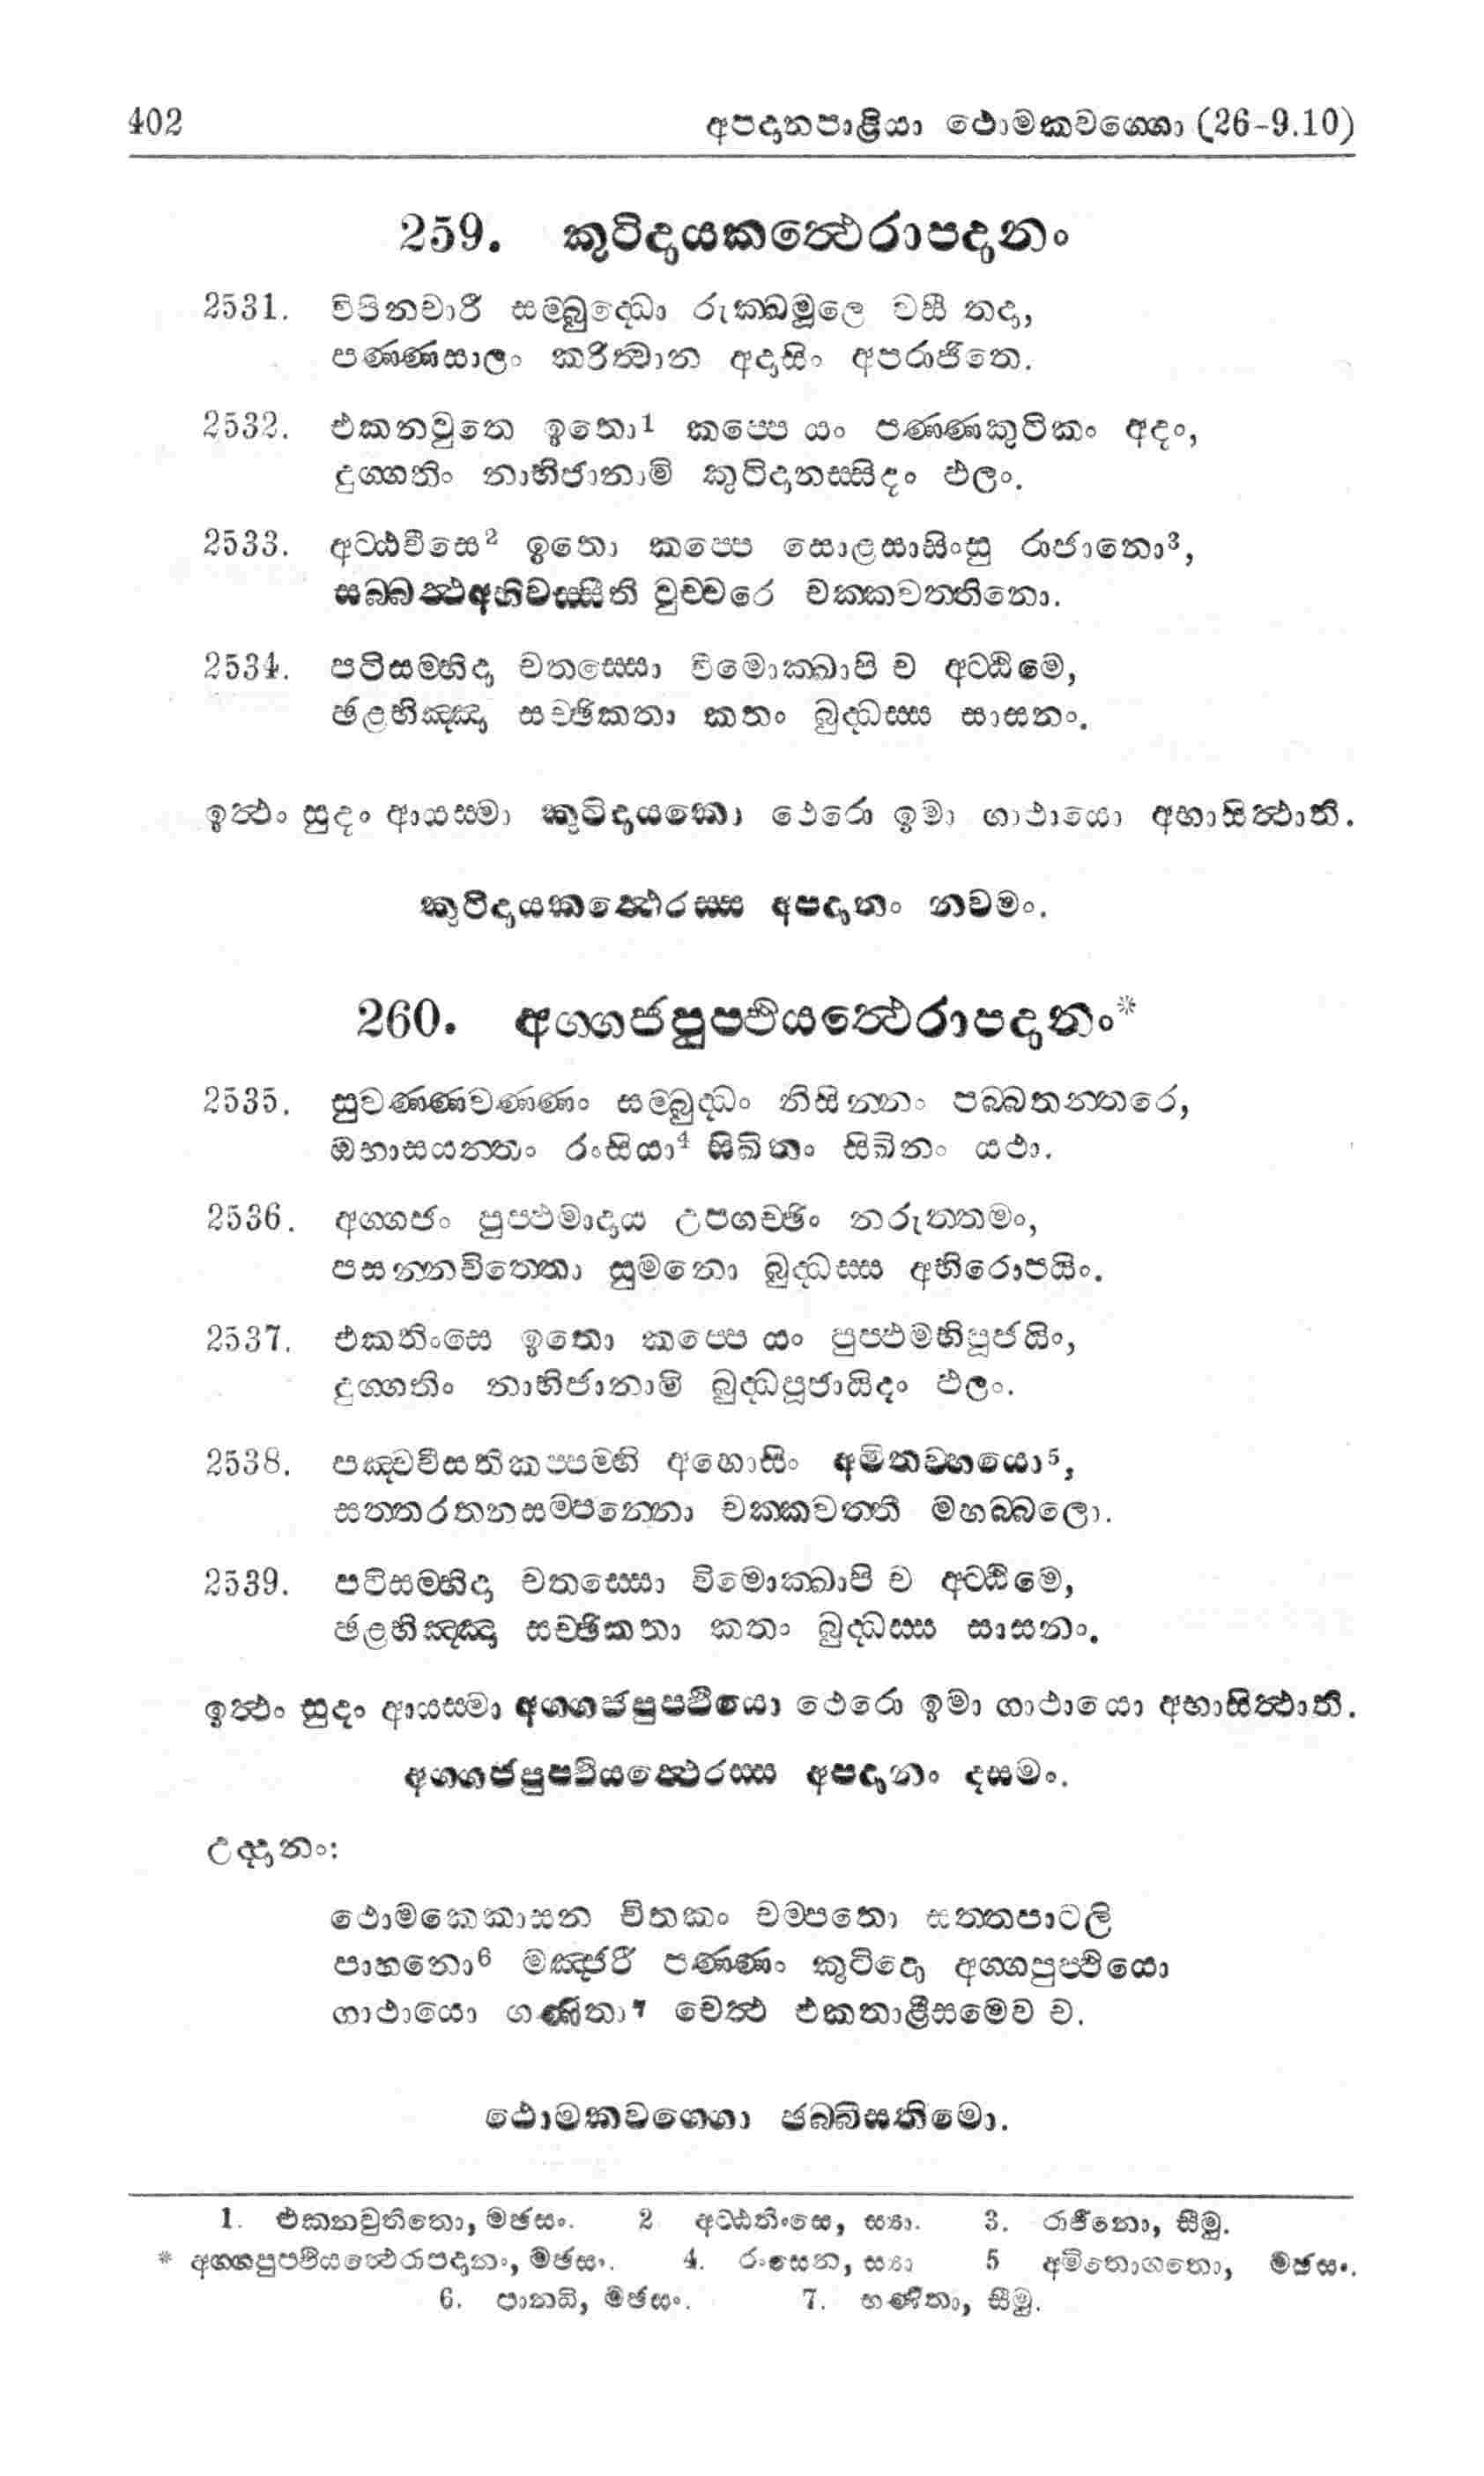 402 අපදානපාළියා ථොමකවග්ගො (26-9.10)
259. කුටිදායකත්ථෙරාපදානං
2531. විපිනචාරී සම්බුද්ධො රුක්ඛමූලෙ වසී තදා,
පණ්ණසාලං කරිත්වාන අදාසිං අපරාජිතෙ.
2532. එකනවුතෙ ඉතො¹ කප්පෙ යං පණ්ණකුටිකං අදං,
දුග්ගතිං නාභිජානාමි කුටිදානස්සිදං ඵලං.
2533. අට්ඨවීසෙ² ඉතො කප්පෙ සොළසාසිංසු රාජානො³,
සබ්බත්ථඅභිවස්සීති වුච්චරෙ චක්කවත්තිනො.
2534. පටිසම්භිදා චතස්සො විමොක්ඛාපි ච අට්ඨිමෙ,
ඡළභිඤ්ඤා සච්ඡිකතා කතං බුද්ධස්ස සාසනං.
ඉත්ථං සුදං ආයස්මා කුටිදායකො ථෙරො ඉමා ගාථායො අභාසිත්ථාති.
කුටිදායකත්ථෙරස්ස අපදානං නවමං.
260. අග්ගජපුප්ඵියත්ථෙරාපදානං*
2535. සුවණ්ණවණ්ණං සම්බුද්ධං නිසින්නං පබ්බතන්තරෙ,
ඔභාසයන්තං රංසියා⁴ සිඛිනං සිඛිනං යථා.
2536. අග්ගජං පුප්ඵමාදාය උපගච්ඡිං නරුත්තමං,
පසන්නචිත්තො සුමනො බුද්ධස්ස අභිරොපයිං.
2537. එකතිංසෙ ඉතො කප්පෙ යං පුප්ඵමභිපූජයිං,
දුග්ගතිං නාභිජානාමි බුද්ධපූජායිදං ඵලං.
2538. පඤ්චවීසතිකප්පම්හි අහොසිං අමිතව්හයො⁵,
සත්තරතනසම්පන්නො චක්කවත්තී මහබ්බලො.
2539. පටිසම්භිදා චතස්සො විමොක්ඛාපි ච අට්ඨිමෙ,
ඡළභිඤ්ඤා සච්ඡිකතා කතං බුද්ධස්ස සාසනං.
ඉත්ථං සුදං ආයස්මා අග්ගජපුප්ඵියො ථෙරො ඉමා ගාථායො අභාසිත්ථාති.
අග්ගජපුප්ඵියත්ථෙරස්ස අපදානං දසමං.
උද්දානං:
ථොමකෙකාසන චිතකං චම්පතො සත්තපාටලි
පාහනො⁶ මඤ්ජරී පණ්ණං කුටිදො අග්ගපුප්ඵියො
ගාථායො ගණිතා⁷ චෙත්ථ එකතාළීසමෙව ච.
ථොමකවග්ගො ඡබ්බීසතිමො.
1. එකනවුතිතො, මඡසං. 2 අට්ඨතිංසෙ, ස්‍යා. 3. රාජිනො, සීමු.
* අග්ගපුප්ඵියත්ථෙරාපදානං, මඡසං. 4. රංසෙන, ස්‍යා 5 අමිතොගතො, මඡසං.
6. පානධි, මඡසං. 7. භණිතා, සීමු.